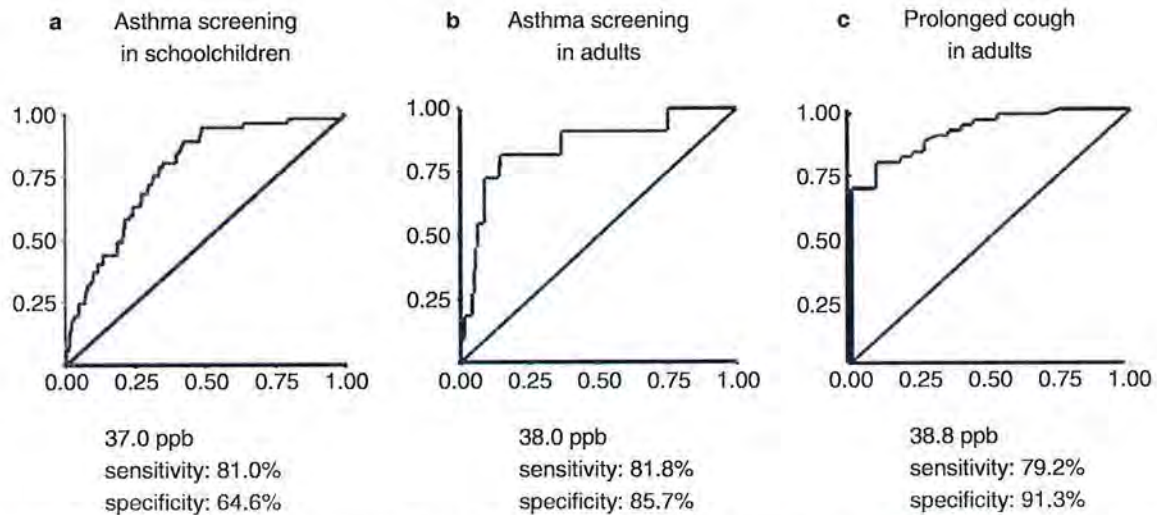 a Asthma screening
in schoolchildren
1.00
0.75
0.50
0.25
0.00 0.25 0.50 0.75 1.00
37.0 ppb
sensitivity: 81.0%
specificity: 64.6%
b Asthma screening
in adults
1.00
0.75
0.50
0.25
0.00 0.25 0.50 0.75 1.00
38.0 ppb
sensitivity: 81.8%
specificity: 85.7%
c Prolonged cough
in adults
1.00
0.75
0.50
0.25
0.00 0.25 0.50 0.75 1.00
38.8 ppb
sensitivity: 79.2%
specificity: 91.3%